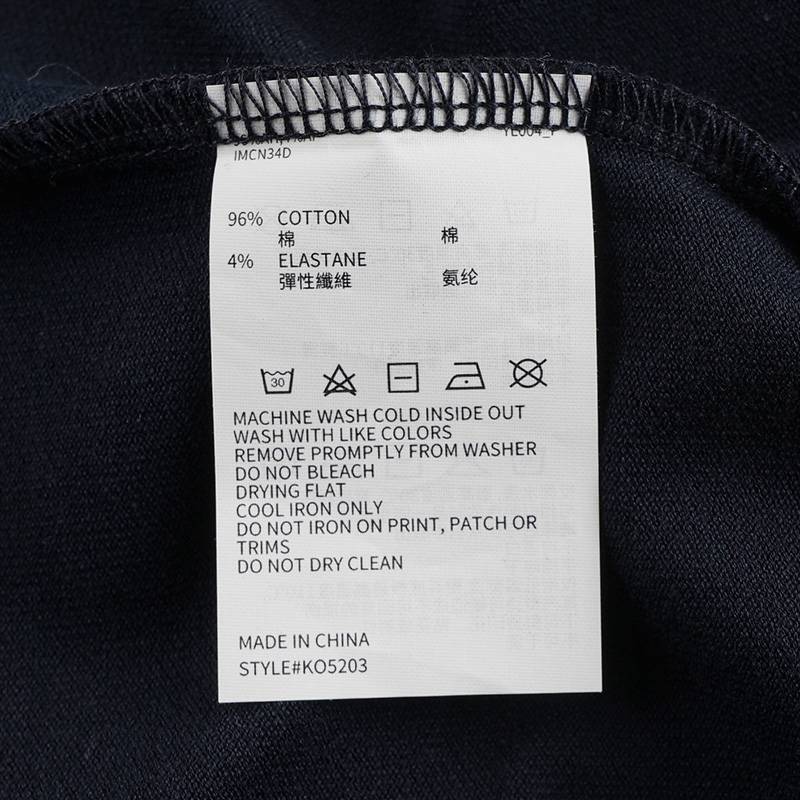 IMCN34D
96% COTTON
棉 棉
4% ELASTANE
彈性纖維 氨纶
30
MACHINE WASH COLD INSIDE OUT
WASH WITH LIKE COLORS
REMOVE PROMPTLY FROM WASHER
DO NOT BLEACH
DRYING FLAT
COOL IRON ONLY
DO NOT IRON ON PRINT, PATCH OR
TRIMS
DO NOT DRY CLEAN
MADE IN CHINA
STYLE#KO5203